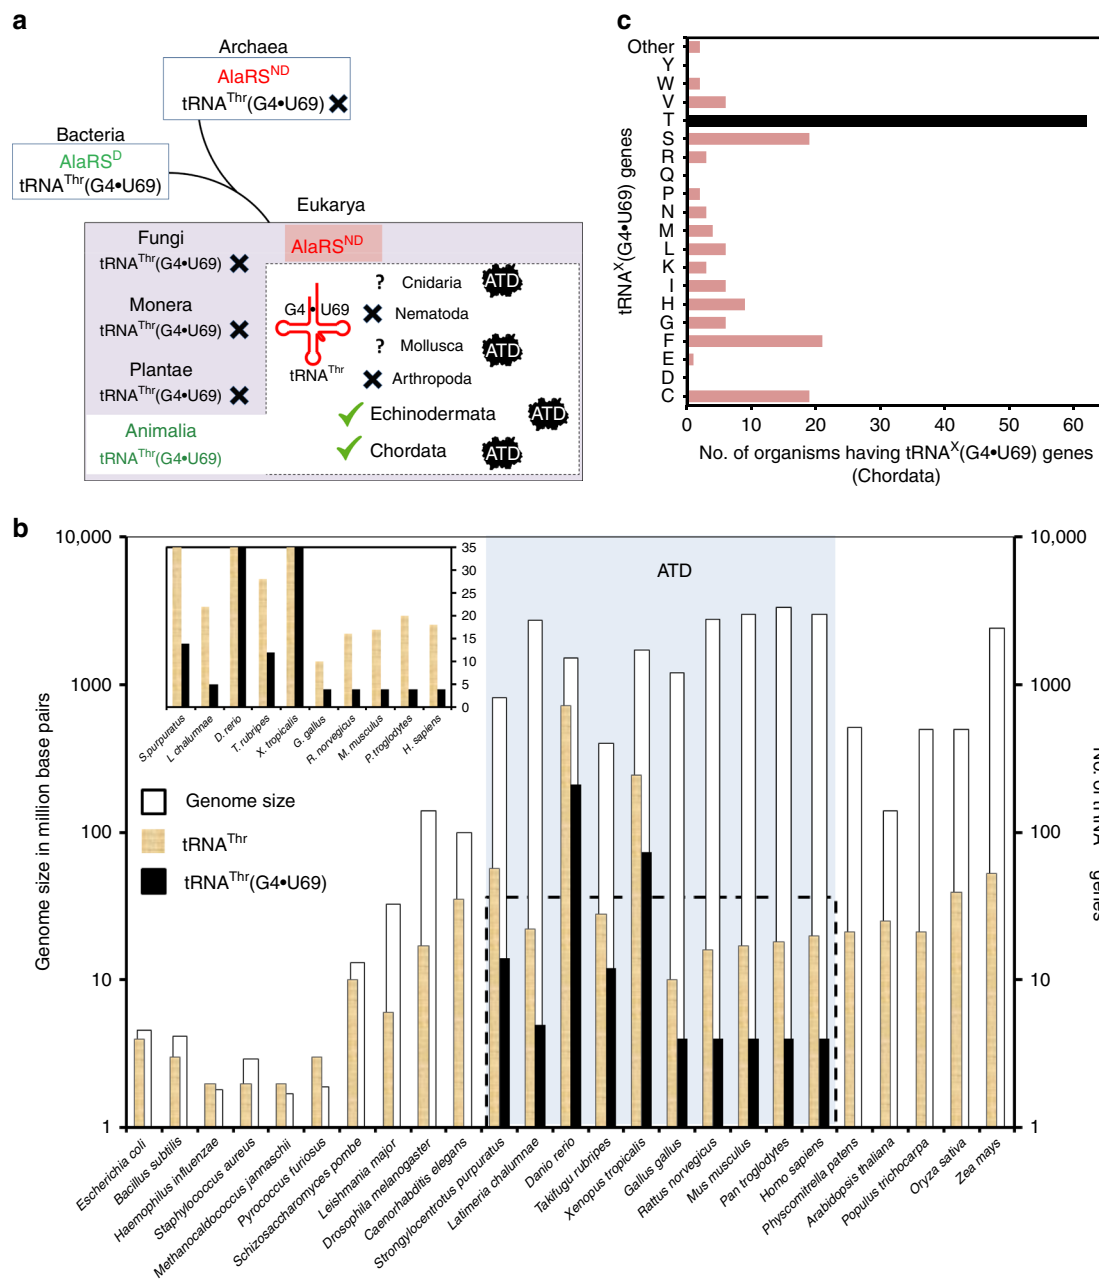 a
Archaea
AlaRS^ND
tRNA^Thr(G4•U69)
Bacteria
AlaRS^D
tRNA^Thr(G4•U69)
Eukarya
AlaRS^ND
Fungi
tRNA^Thr(G4•U69)
Monera
tRNA^Thr(G4•U69)
Plantae
tRNA^Thr(G4•U69)
Animalia
tRNA^Thr(G4•U69)
G4•U69
tRNA^Thr
? Cnidaria ATD
Nematoda
? Mollusca ATD
Arthropoda
Echinodermata ATD
Chordata ATD
c
tRNA^X(G4•U69) genes
Other
Y
W
V
T
S
R
Q
P
N
M
L
K
I
H
G
F
E
D
C
0 10 20 30 40 50 60
No. of organisms having tRNA^X(G4•U69) genes
(Chordata)
b
Genome size in million base pairs
10,000
1000
100
10
1
35
30
25
20
15
10
5
0
S.purpuratus
L chalumnae
D. rerio
T. rubripes
X. tropicalis
G. gallus
R. norvegicus
M. musculus
P. troglodytes
H. sapiens
Genome size
tRNA^Thr
tRNA^Thr(G4•U69)
ATD
10,000
1000
100
10
1
genes
Escherichia coli
Bacillus subtilis
Haemophilus influenzae
Staphylococcus aureus
Methanocaldococcus jannaschii
Pyrococcus furiosus
Schizosaccharomyces pombe
Leishmania major
Drosophila melanogaster
Caenorhabditis elegans
Strongylocentrotus purpuratus
Latimeria chalumnae
Danio rerio
Takifugu rubripes
Xenopus tropicalis
Gallus gallus
Rattus norvegicus
Mus musculus
Pan troglodytes
Homo sapiens
Physcomitrella patens
Arabidopsis thaliana
Populus trichocarpa
Oryza sativa
Zea mays